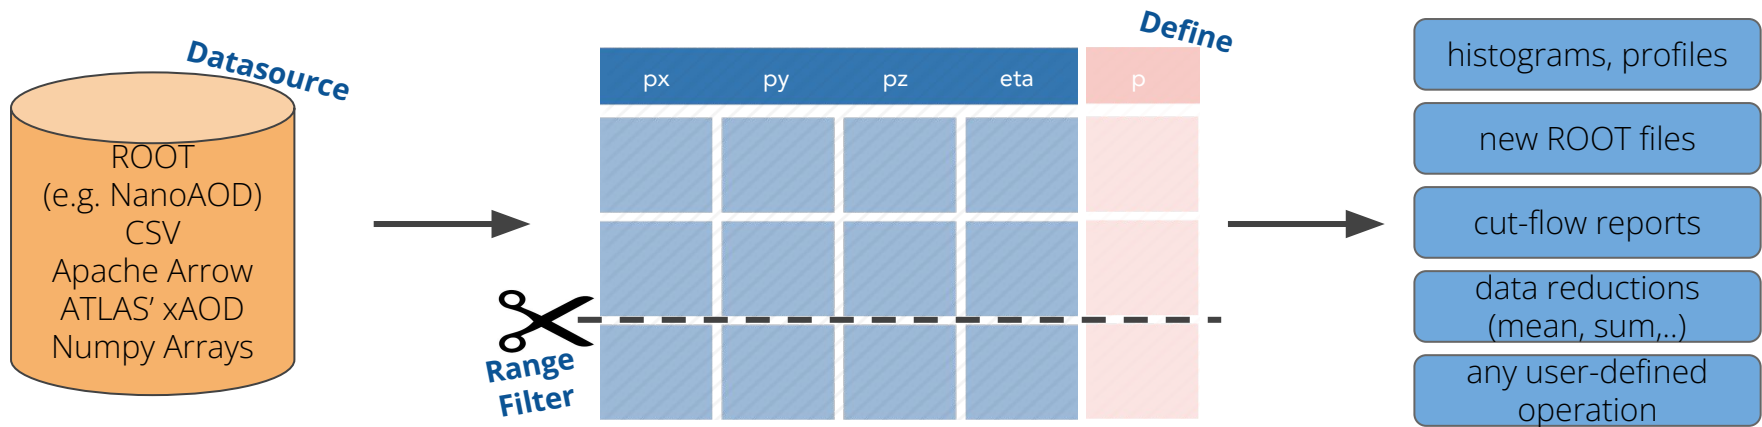 Datasource
ROOT
(e.g. NanoAOD)
CSV
Apache Arrow
ATLAS’ xAOD
Numpy Arrays
Range
Filter
Define
px py pz eta p
histograms, profiles
new ROOT files
cut-flow reports
data reductions
(mean, sum,..)
any user-defined
operation